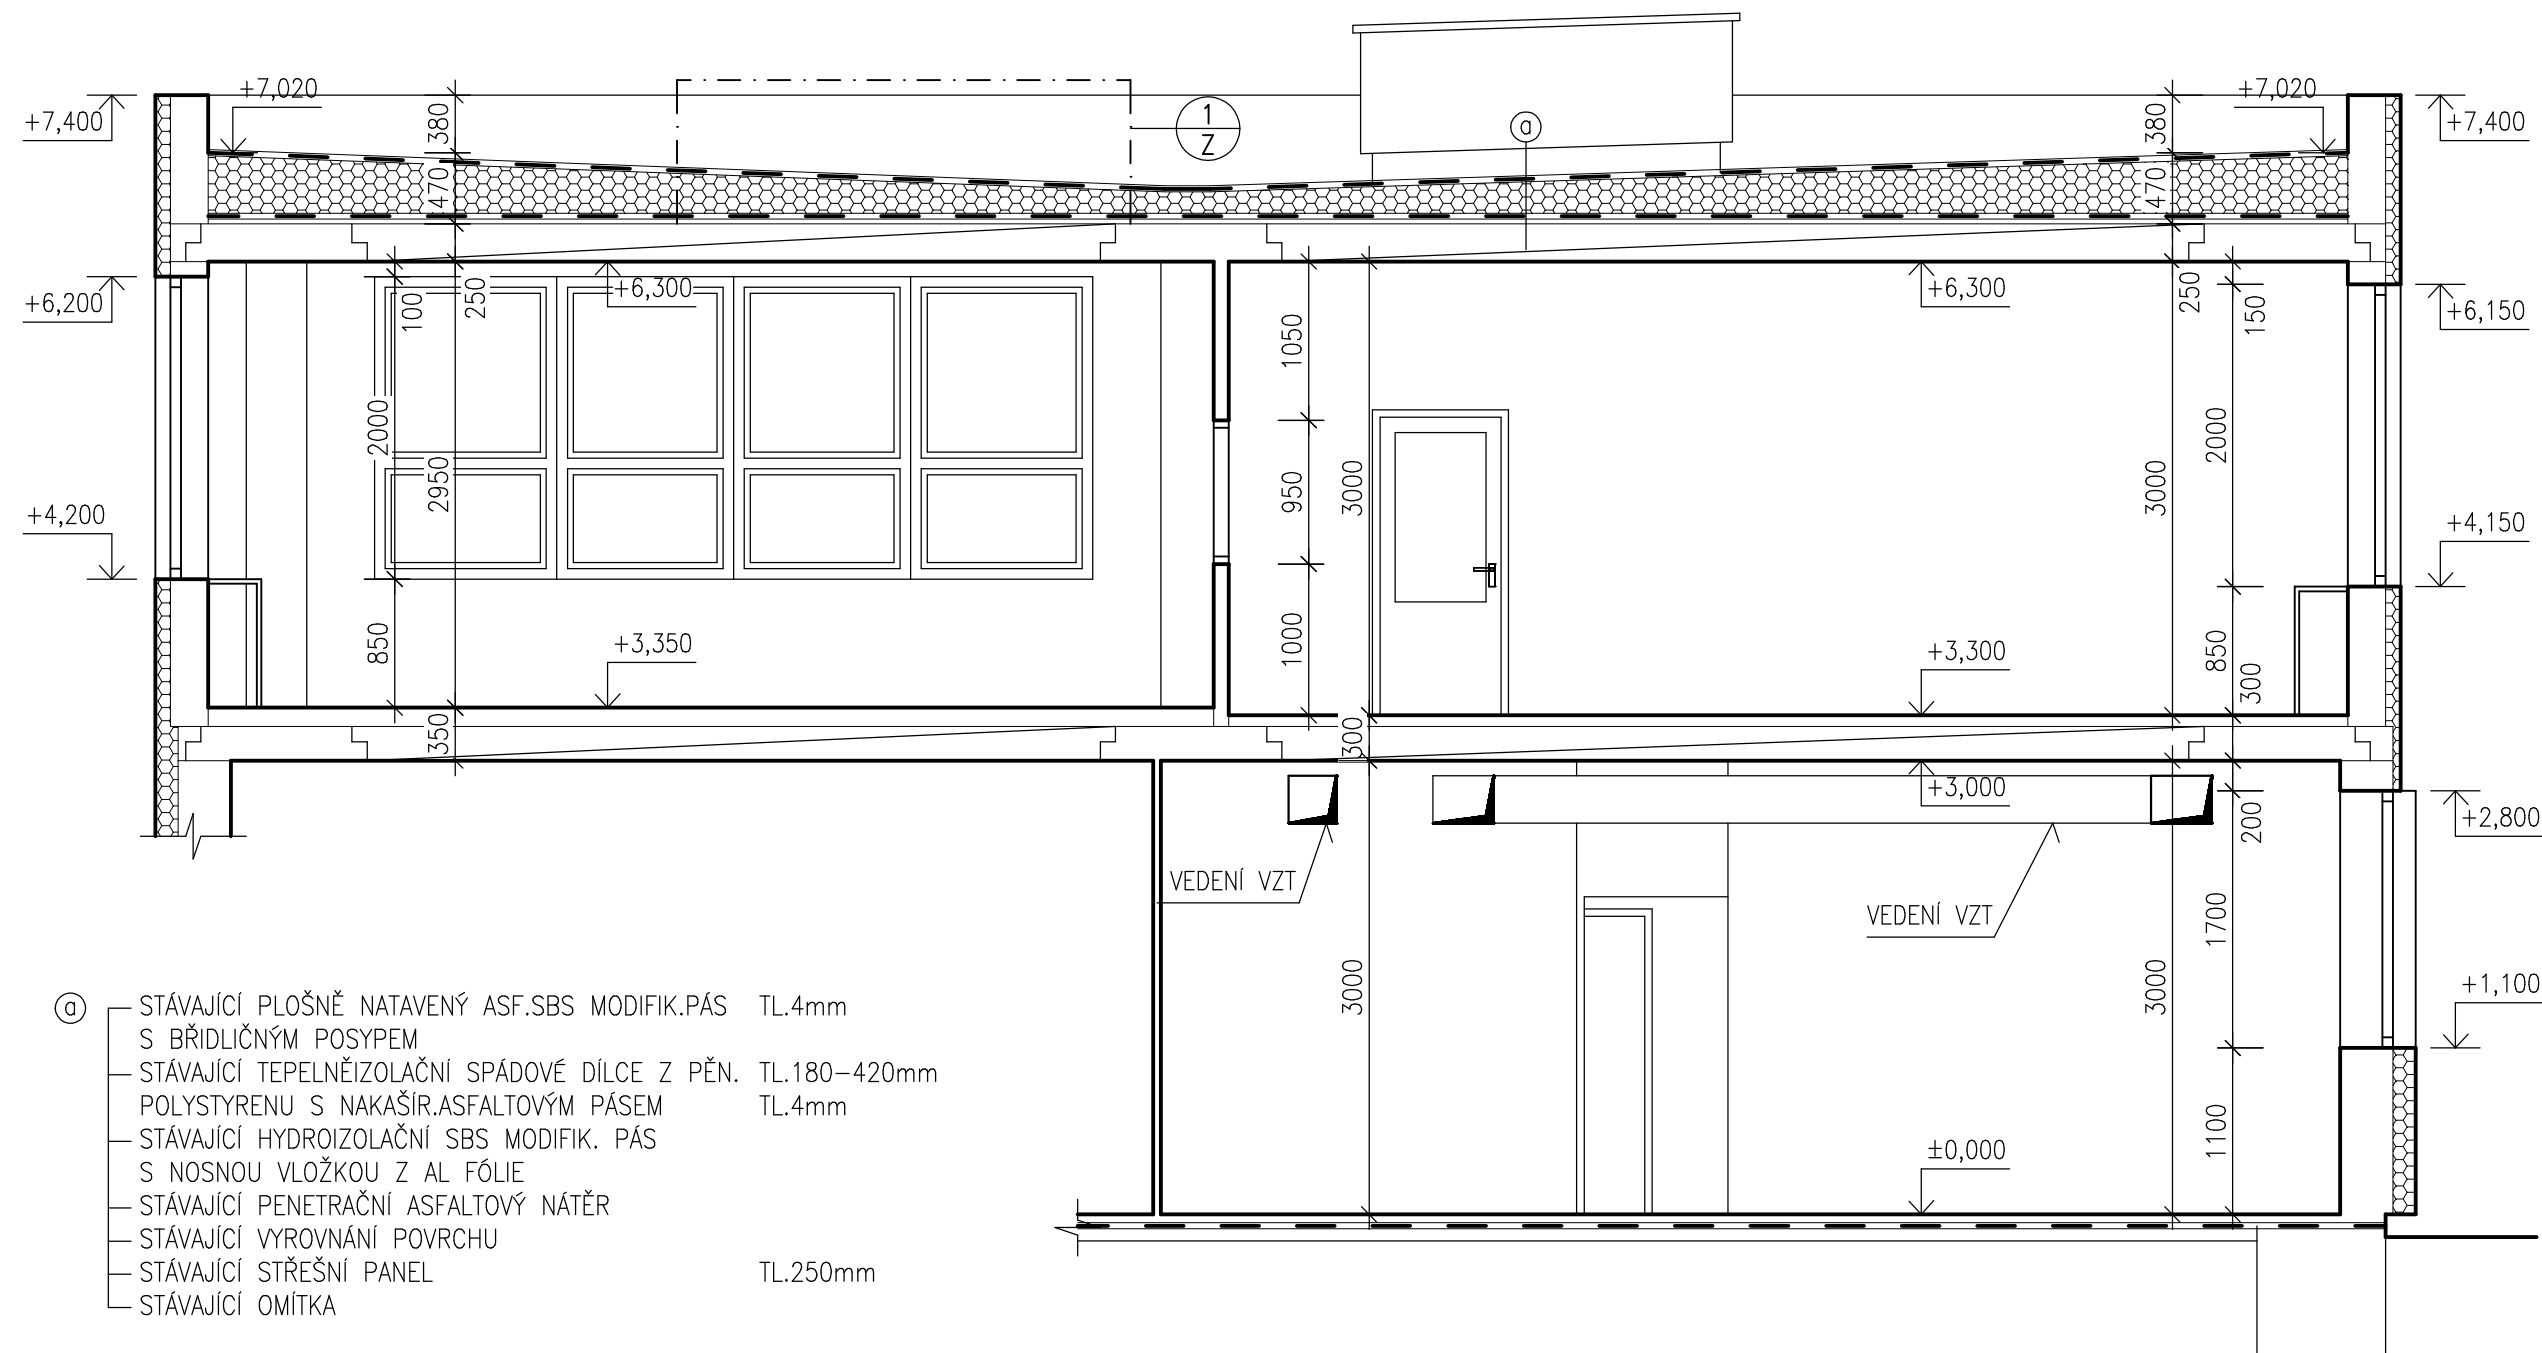 +7,020
+7,020
+7,400
380
1
Z
a
380
+7,400
470
470
+6,200
100
250
+6,300
+6,300
250
150
+6,150
1050
2000
2950
950
3000
3000
2000
+4,200
+4,150
850
+3,350
1000
+3,300
850
300
350
300
+3,000
200
+2,800
VEDENÍ VZT
VEDENÍ VZT
1700
3000
3000
+1,100
1100
±0,000
a
STÁVAJÍCÍ PLOŠNĚ NATAVENÝ ASF.SBS MODIFIK.PÁS TL.4mm
S BŘIDLIČNÝM POSYPEM
STÁVAJÍCÍ TEPELNĚIZOLAČNÍ SPÁDOVÉ DÍLCE Z PĚN. TL.180-420mm
POLYSTYRENU S NAKAŠÍR.ASFALTOVÝM PÁSEM TL.4mm
STÁVAJÍCÍ HYDROIZOLAČNÍ SBS MODIFIK. PÁS
S NOSNOU VLOŽKOU Z AL FÓLIE
STÁVAJÍCÍ PENETRAČNÍ ASFALTOVÝ NÁTĚR
STÁVAJÍCÍ VYROVNÁNÍ POVRCHU
STÁVAJÍCÍ STŘEŠNÍ PANEL TL.250mm
STÁVAJÍCÍ OMÍTKA